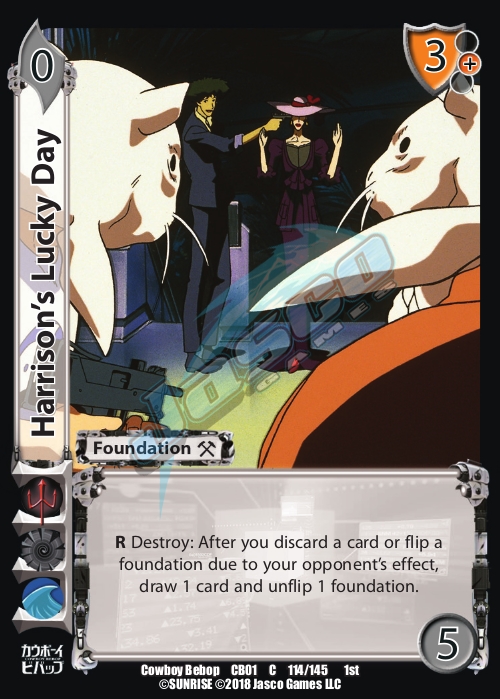 0
3
+
Harrison's Lucky Day
JASCO
GAMES
Foundation
R Destroy: After you discard a card or flip a
foundation due to your opponent's effect,
draw 1 card and unflip 1 foundation.
5
カウボーイ
ビバップ
Cowboy Bebop CB01 C 114/145 1st
©SUNRISE ©2018 Jasco Games LLC